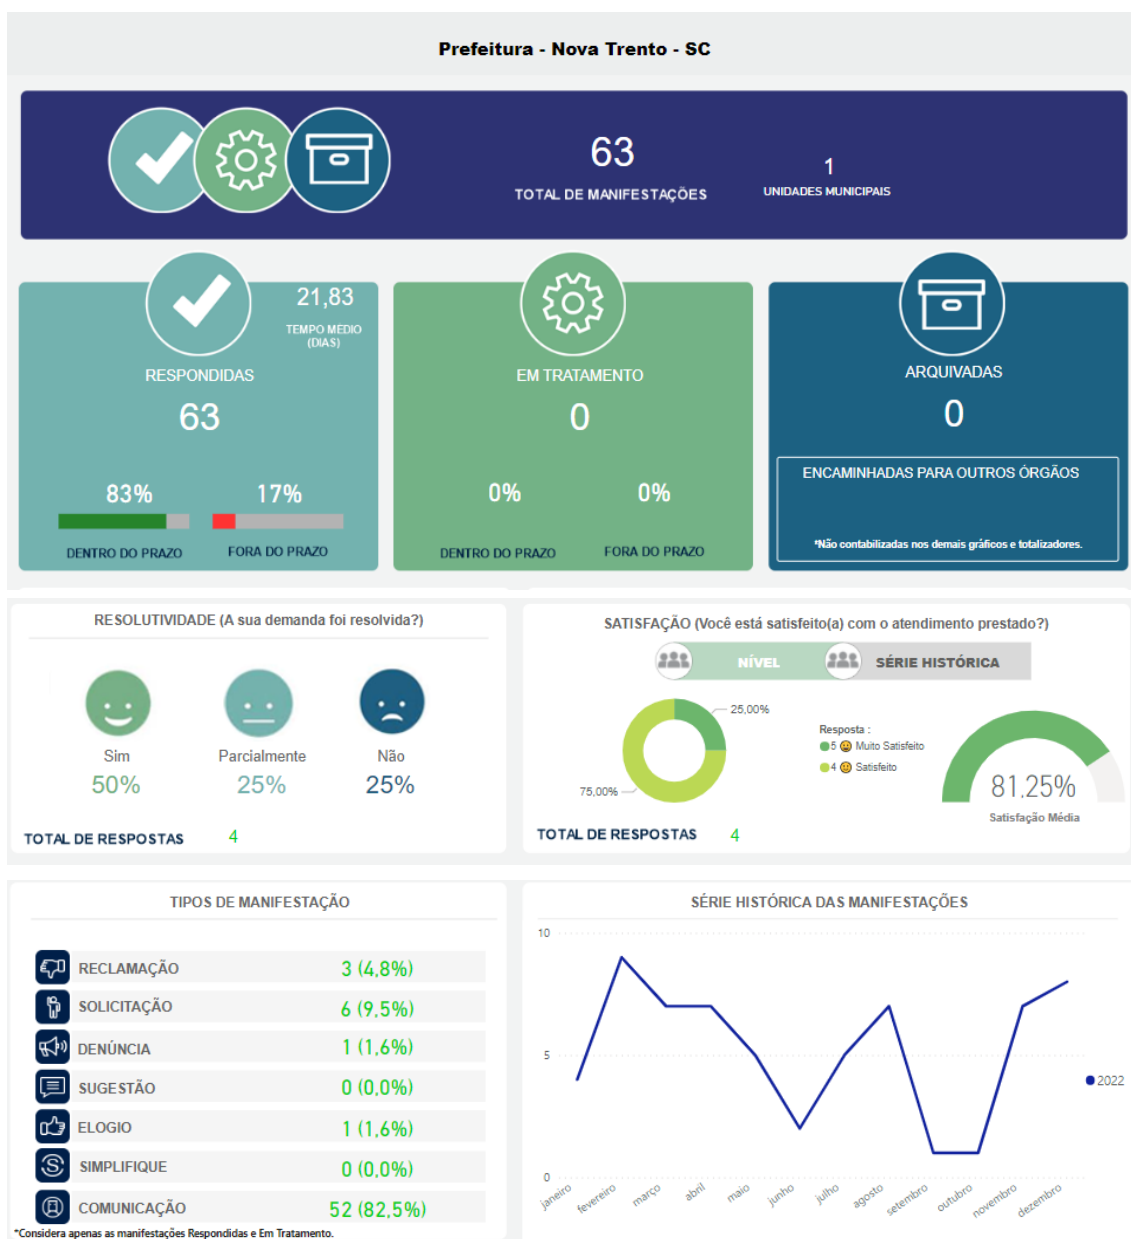 Prefeitura - Nova Trento - SC
63
TOTAL DE MANIFESTAÇÕES
1
UNIDADES MUNICIPAIS
21,83
TEMPO MÉDIO
(DIAS)
RESPONDIDAS
63
83%
17%
DENTRO DO PRAZO
FORA DO PRAZO
EM TRATAMENTO
0
0%
0%
DENTRO DO PRAZO
FORA DO PRAZO
ARQUIVADAS
0
ENCAMINHADAS PARA OUTROS ÓRGÃOS
*Não contabilizadas nos demais gráficos e totalizadores.
RESOLUTIVIDADE (A sua demanda foi resolvida?)
Sim
Parcialmente
Não
50%
25%
25%
TOTAL DE RESPOSTAS 4
SATISFAÇÃO (Você está satisfeito(a) com o atendimento prestado?)
NÍVEL
SÉRIE HISTÓRICA
25,00%
75,00%
Resposta :
5 Muito Satisfeito
4 Satisfeito
81,25%
Satisfação Média
TOTAL DE RESPOSTAS 4
TIPOS DE MANIFESTAÇÃO
RECLAMAÇÃO 3 (4,8%)
SOLICITAÇÃO 6 (9,5%)
DENÚNCIA 1 (1,6%)
SUGESTÃO 0 (0,0%)
ELOGIO 1 (1,6%)
SIMPLIFIQUE 0 (0,0%)
COMUNICAÇÃO 52 (82,5%)
*Considera apenas as manifestações Respondidas e Em Tratamento.
SÉRIE HISTÓRICA DAS MANIFESTAÇÕES
10
5
0
2022
janeiro
fevereiro
março
abril
maio
junho
julho
agosto
setembro
outubro
novembro
dezembro